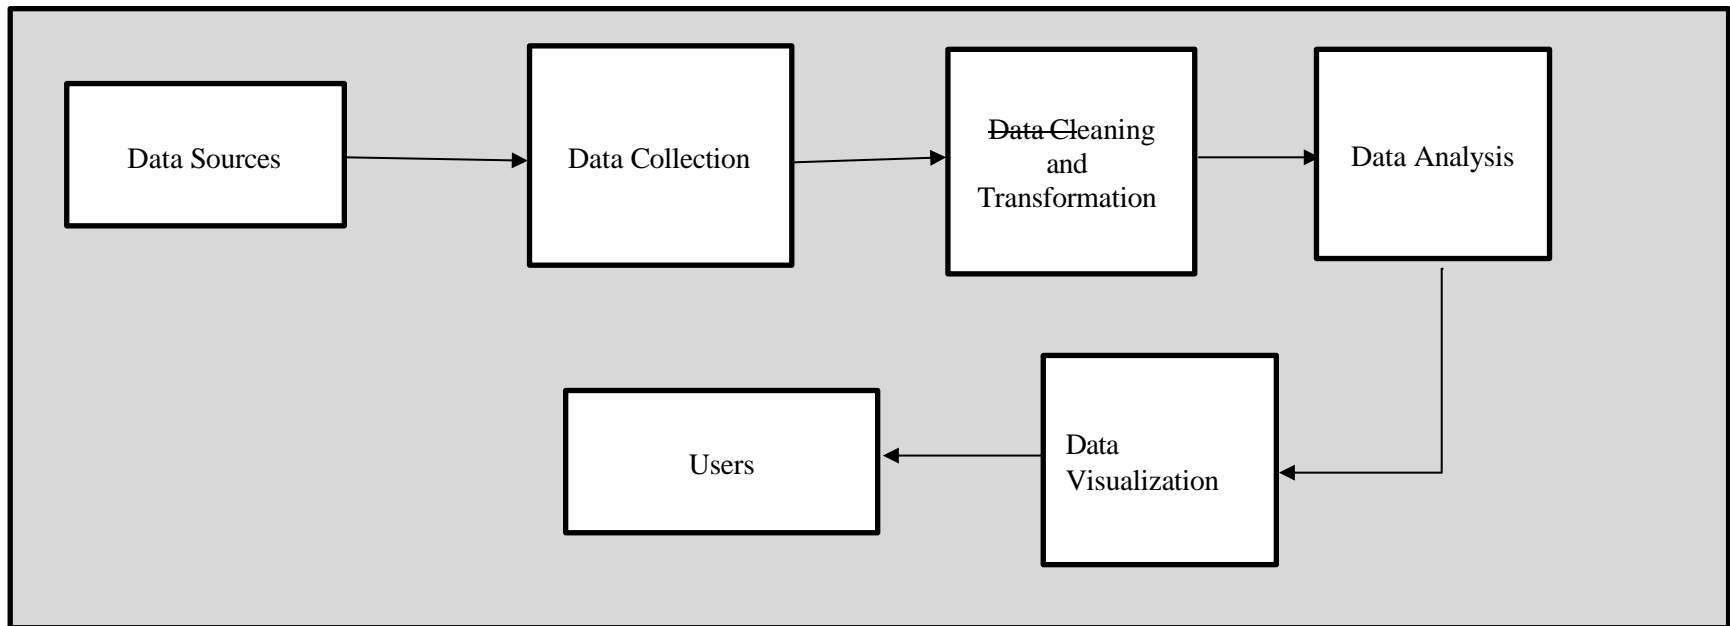 Data Sources
Data Collection
Data Cleaning
and
Transformation
Data Analysis
Users
Data
Visualization